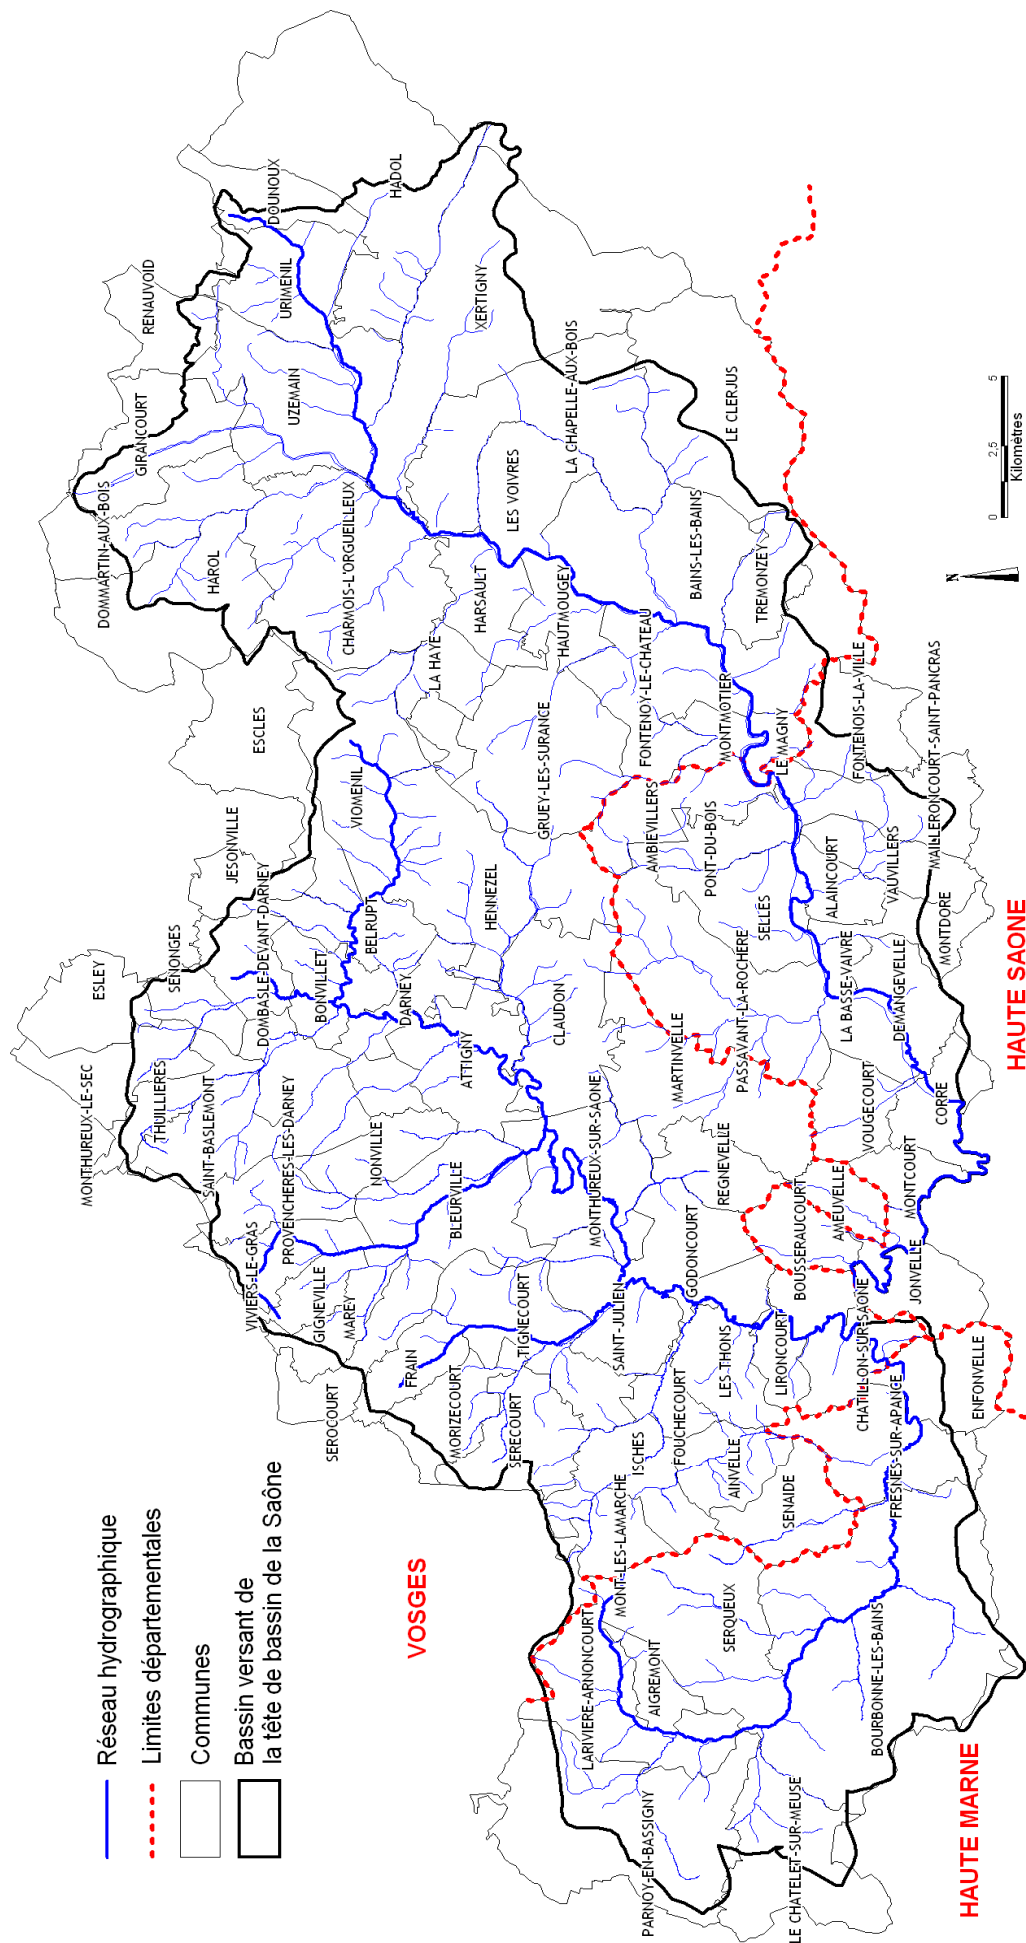 Réseau hydrographique
Limites départementales
Communes
Bassin versant de
la tête de bassin de la Saône
VOSGES
HAUTE MARNE
HAUTE SAONE
N
0 2,5 5
Kilomètres
MONTHUREUX-LE-SEC
ESLEY
THUILLIERES
SENONGES
JESONVILLE
ESCLES
DOMMARTIN-AUX-BOIS
GIRANCOURT
RENAUVOID
DOUNOUX
HADOL
URIMENIL
UZEMAIN
XERTIGNY
HAROL
CHARMOIS-L'ORGUEILLEUX
LA HAYE
HARSAULT
LES VOIVRES
HAUTMOUGEY
LA CHAPELLE-AUX-BOIS
LE CLERJUS
BAINS-LES-BAINS
TREMONZEY
FONTENOY-LE-CHATEAU
MONTMOTIER
LE MAGNY
FONTENOIS-LA-VILLE
MAILLERONCOURT-SAINT-PANCRAS
GRUEY-LES-SURANCE
AMBIEVILLERS
PONT-DU-BOIS
SELLES
ALAINCOURT
VAUVILLERS
MONTDORE
VIOMENIL
BELRUPT
HENNEZEL
DOMBASLE-DEVANT-DARNEY
BONVILLET
DARNEY
ATTIGNY
CLAUDON
SAINT-BASLEMONT
PROVENCHERES-LES-DARNEY
NONVILLE
BLEURVILLE
VIVIERS-LE-GRAS
GIGNEVILLE
MAREY
SEROCOURT
FRAIN
MORIZECOURT
TIGNECOURT
SERECOURT
SAINT-JULIEN
MONTHUREUX-SUR-SAONE
MARTINVELLE
PASSAVANT-LA-ROCHERE
LA BASSE-VAIVRE
DEMANGEVELLE
REGNEVELLE
GODONCOURT
BOUSSERAUCOURT
AMEUVELLE
VOUGECOURT
CORRE
MONTCOURT
JONVELLE
LES-THONS
LIRONCOURT
CHATILLON-SUR-SAONE
ENFONVELLE
FRESNES-SUR-APANCE
FOUCHECOURT
ISCHES
AINVELLE
SENAIDE
MONT-LES-LAMARCHE
SERQUEUX
LARIVIERE-ARNONCOURT
AIGREMONT
BOURBONNE-LES-BAINS
PARNOY-EN-BASSIGNY
LE CHATELET-SUR-MEUSE